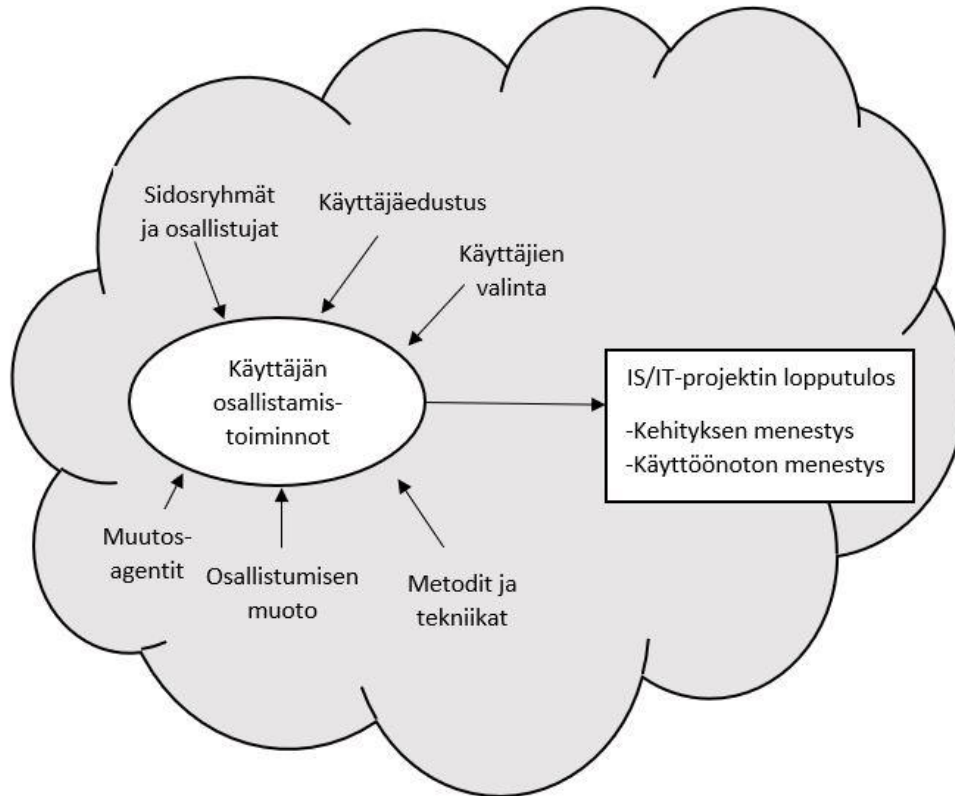 Sidosryhmät
ja osallistujat
Käyttäjäedustus
Käyttäjien
valinta
Käyttäjän
osallistamis-
toiminnot
IS/IT-projektin lopputulos
-Kehityksen menestys
-Käyttöönoton menestys
Muutos-
agentit
Osallistumisen
muoto
Metodit ja
tekniikat